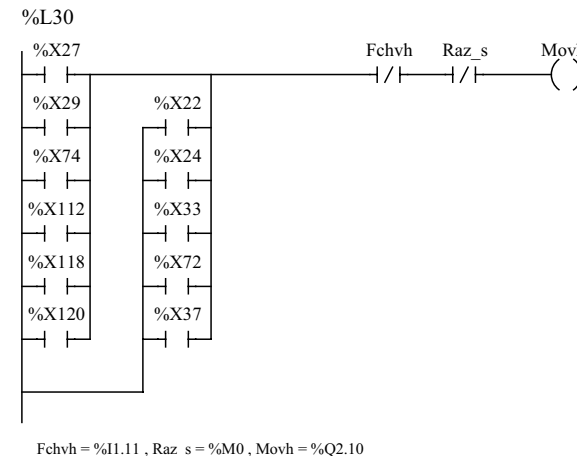 %L30
%X27 Fchvh Raz_s Movh
%X29 %X22
%X74 %X24
%X112 %X33
%X118 %X72
%X120 %X37
Fchvh = %I1.11 , Raz_s = %M0 , Movh = %Q2.10